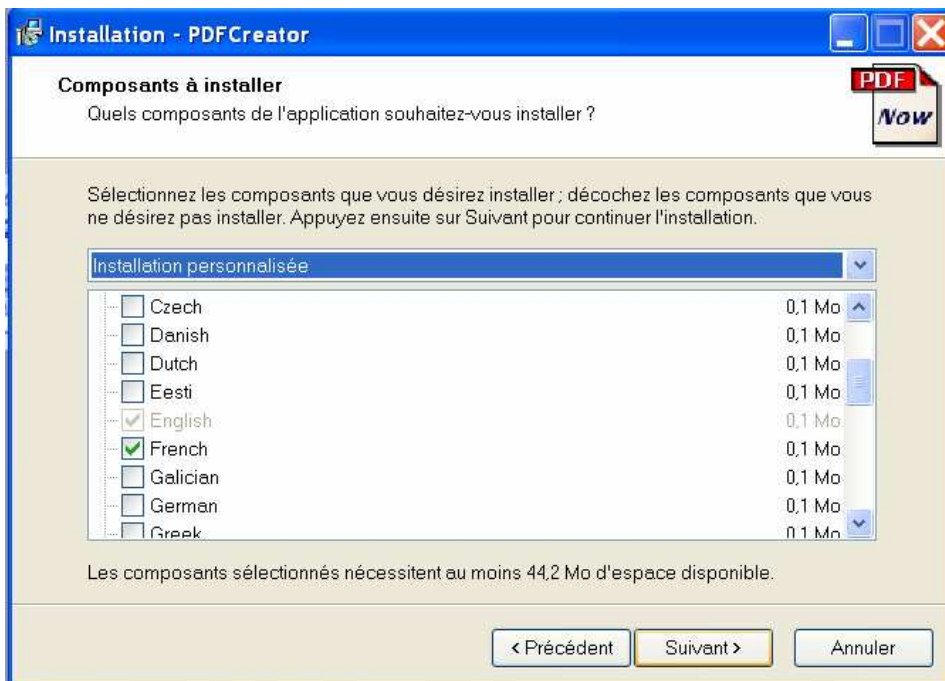 Installation - PDFCreator
Composants à installer
Quels composants de l'application souhaitez-vous installer ?
PDF
Now
Sélectionnez les composants que vous désirez installer ; décochez les composants que vous
ne désirez pas installer. Appuyez ensuite sur Suivant pour continuer l'installation.
Installation personnalisée
Czech 0,1 Mo
Danish 0,1 Mo
Dutch 0,1 Mo
Eesti 0,1 Mo
English 0,1 Mo
French 0,1 Mo
Galician 0,1 Mo
German 0,1 Mo
Greek 0,1 Mo
Les composants sélectionnés nécessitent au moins 44,2 Mo d'espace disponible.
< Précédent Suivant > Annuler